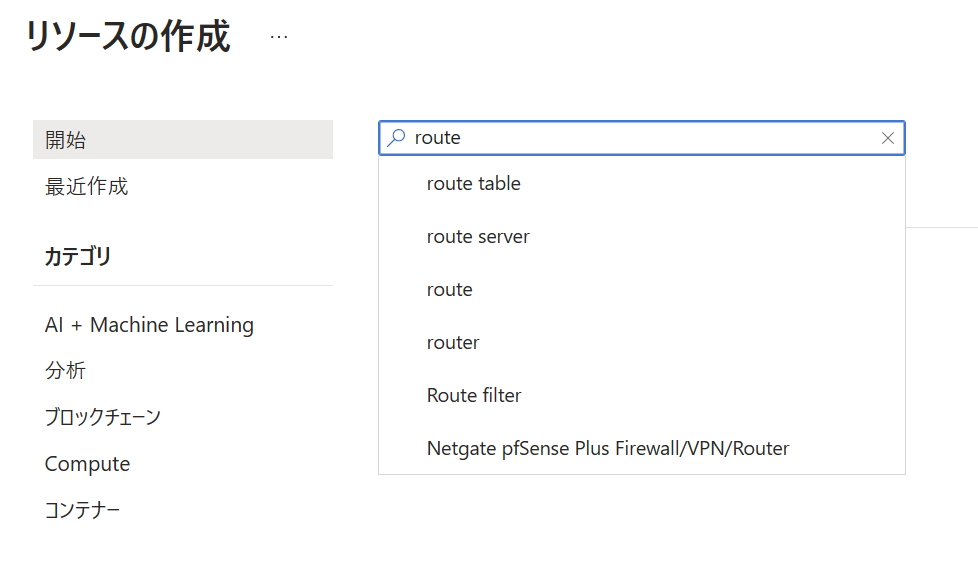 リソースの作成 ...
開始
最近作成
カテゴリ
AI + Machine Learning
分析
ブロックチェーン
Compute
コンテナー
route
route table
route server
route
router
Route filter
Netgate pfSense Plus Firewall/VPN/Router